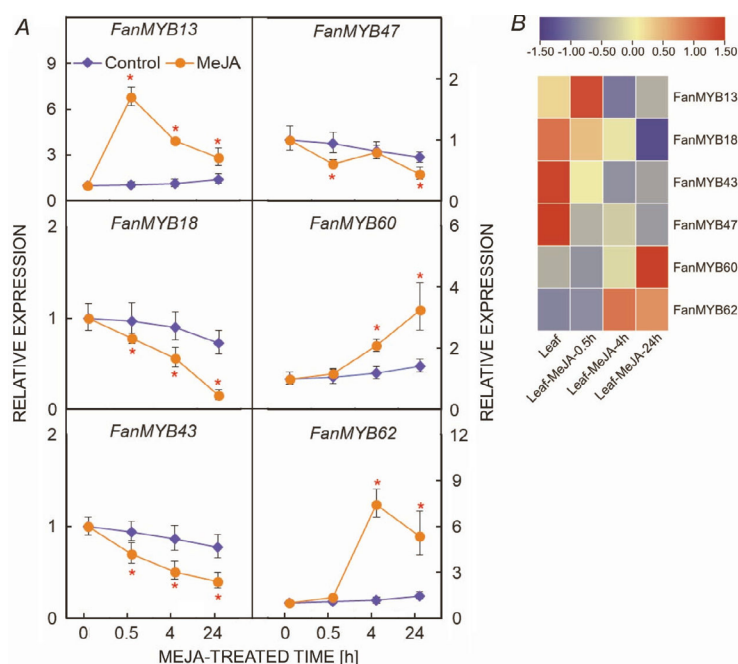 A
FanMYB13
FanMYB47
Control MeJA
9
6
3
0
2
1
0
FanMYB18
FanMYB60
2
1
0
6
4
2
0
FanMYB43
FanMYB62
2
1
0
12
9
6
3
0
RELATIVE EXPRESSION
RELATIVE EXPRESSION
0 0.5 4 24 0 0.5 4 24
MEJA-TREATED TIME [h]
B
-1.50 -1.00 -0.50 0.00 0.50 1.00 1.50
FanMYB13
FanMYB18
FanMYB43
FanMYB47
FanMYB60
FanMYB62
Leaf
Leaf-MeJA-0.5h
Leaf-MeJA-4h
Leaf-MeJA-24h